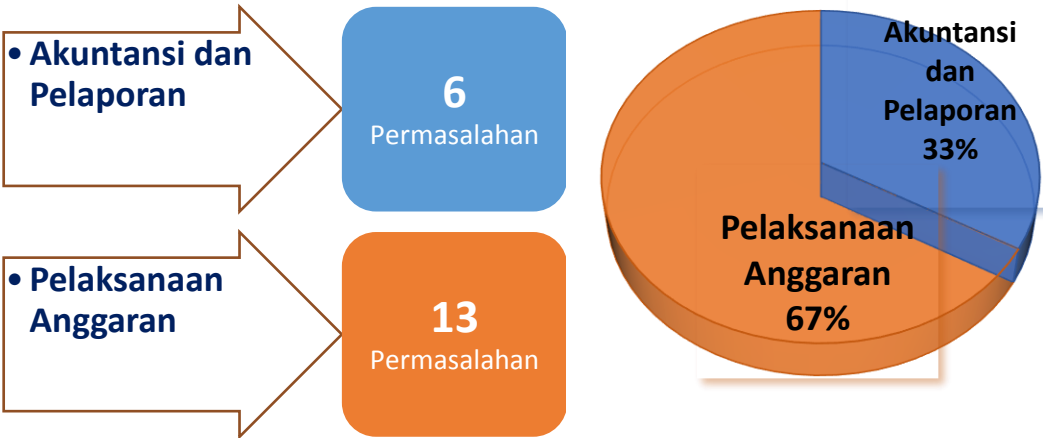 • Akuntansi dan
Pelaporan
6
Permasalahan
• Pelaksanaan
Anggaran
13
Permasalahan
Akuntansi
dan
Pelaporan
33%
Pelaksanaan
Anggaran
67%